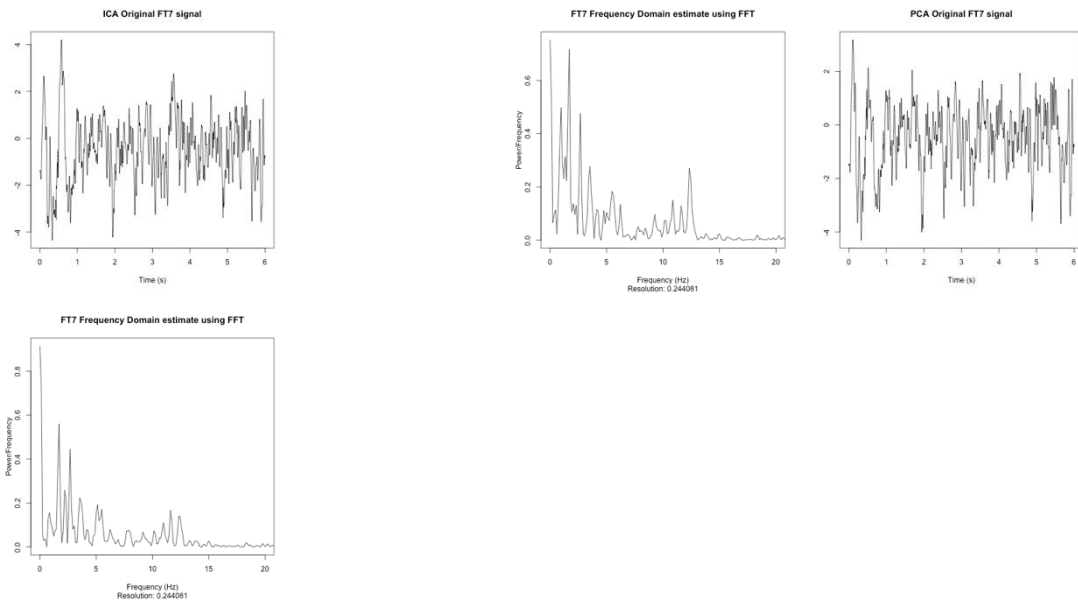 ICA Original FT7 signal
4
2
0
-2
-4
0 1 2 3 4 5 6
Time (s)
FT7 Frequency Domain estimate using FFT
Power/Frequency
0.6
0.4
0.2
0.0
0 5 10 15 20
Frequency (Hz)
Resolution: 0.244081
PCA Original FT7 signal
2
0
-2
-4
0 1 2 3 4 5 6
Time (s)
FT7 Frequency Domain estimate using FFT
Power/Frequency
0.8
0.6
0.4
0.2
0.0
0 5 10 15 20
Frequency (Hz)
Resolution: 0.244081